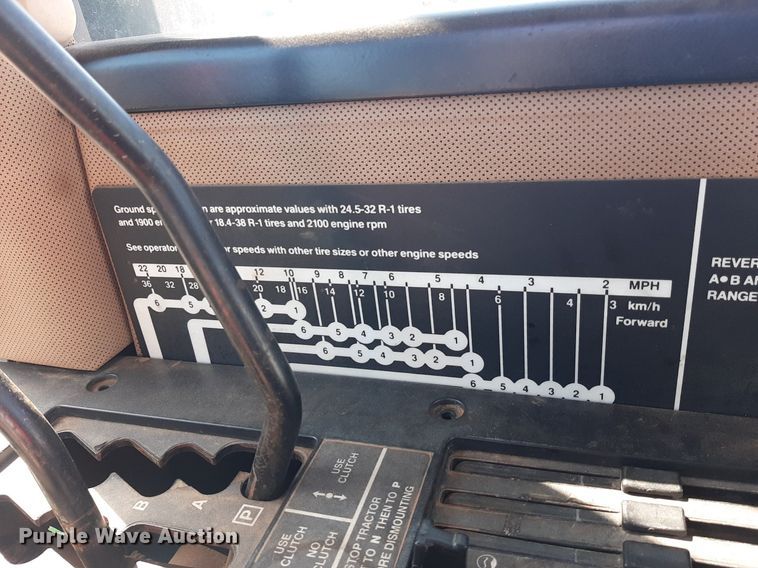 Ground are approximate values with 24.5-32 R-1 tires
and 1900 18.4-38 R-1 tires and 2100 engine rpm
See speeds with other tire sizes or other engine speeds
22 20 18 12 10 9 8 7 6 5 4 3 2 MPH
36 32 28 20 18 16 14 12 10 8 6 4 3 km/h
Forward
6 5 2 1
6 5 4 3 2 1
6 5 4 3 2 1
6 5 4 3 2 1
A•B
RANGE
B A P
USE
CLUTCH
USE
CLUTCH
NO
CLUTCH
STOP TRACTOR
N THEN TO P
DISMOUNTING
Purple Wave Auction